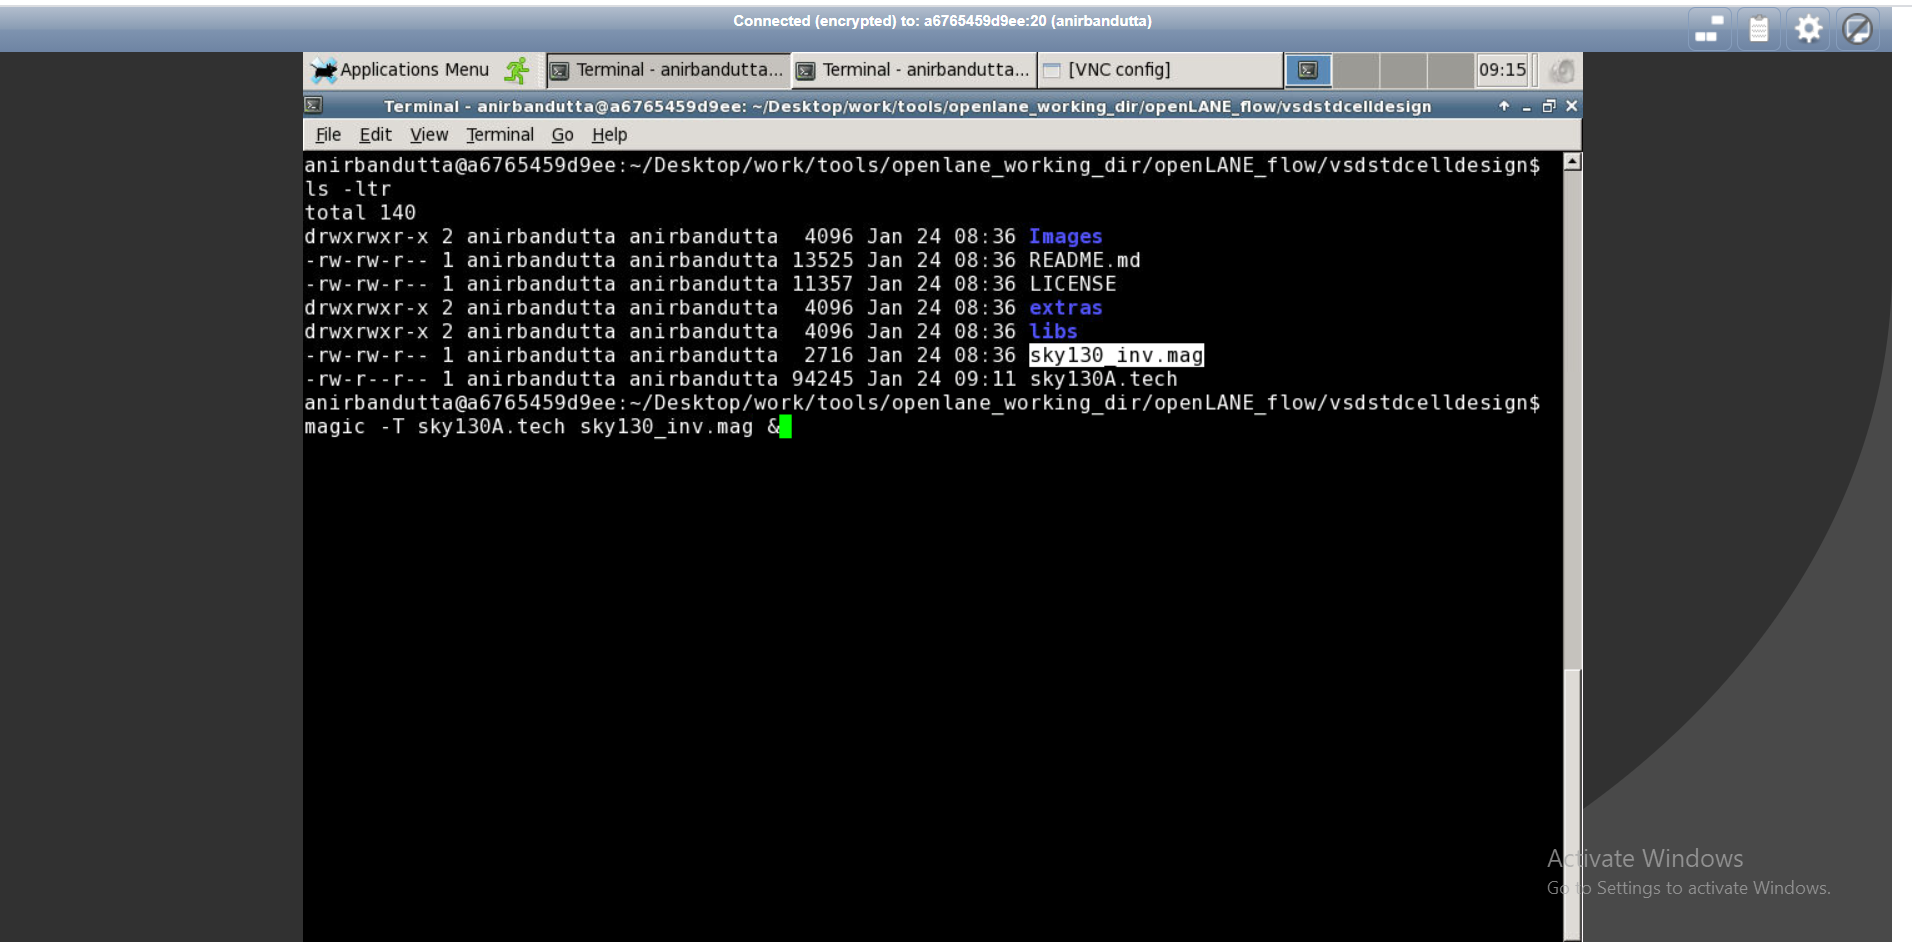 Connected (encrypted) to: a6765459d9ee:20 (anirbandutta)
Applications Menu Terminal - anirbandutta... Terminal - anirbandutta... [VNC config] 09:15
Terminal - anirbandutta@a6765459d9ee: ~/Desktop/work/tools/openlane_working_dir/openLANE_flow/vsdstdcelldesign
File Edit View Terminal Go Help
anirbandutta@a6765459d9ee:~/Desktop/work/tools/openlane_working_dir/openLANE_flow/vsdstdcelldesign$
ls -ltr
total 140
drwxrwxr-x 2 anirbandutta anirbandutta  4096 Jan 24 08:36 Images
-rw-rw-r-- 1 anirbandutta anirbandutta 13525 Jan 24 08:36 README.md
-rw-rw-r-- 1 anirbandutta anirbandutta 11357 Jan 24 08:36 LICENSE
drwxrwxr-x 2 anirbandutta anirbandutta  4096 Jan 24 08:36 extras
drwxrwxr-x 2 anirbandutta anirbandutta  4096 Jan 24 08:36 libs
-rw-rw-r-- 1 anirbandutta anirbandutta  2716 Jan 24 08:36 sky130_inv.mag
-rw-r--r-- 1 anirbandutta anirbandutta 94245 Jan 24 09:11 sky130A.tech
anirbandutta@a6765459d9ee:~/Desktop/work/tools/openlane_working_dir/openLANE_flow/vsdstdcelldesign$
magic -T sky130A.tech sky130_inv.mag &
Activate Windows
Go to Settings to activate Windows.